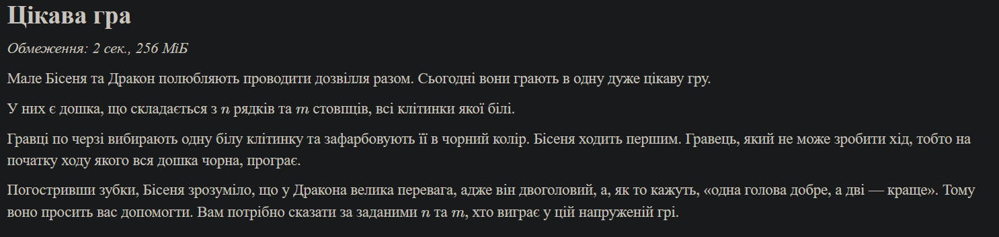 Цікава гра
Обмеження: 2 сек., 256 МіБ
Мале Бісеня та Дракон полюбляють проводити дозвілля разом. Сьогодні вони грають в одну дуже цікаву гру.
У них є дошка, що складається з n рядків та m стовпців, всі клітинки якої білі.
Гравці по черзі вибирають одну білу клітинку та зафарбовують її в чорний колір. Бісеня ходить першим. Гравець, який не може зробити хід, тобто на
початку ходу якого вся дошка чорна, програє.
Погостривши зубки, Бісеня зрозуміло, що у Дракона велика перевага, адже він двоголовий, а, як то кажуть, «одна голова добре, а дві — краще». Тому
воно просить вас допомогти. Вам потрібно сказати за заданими n та m, хто виграє у цій напруженій грі.